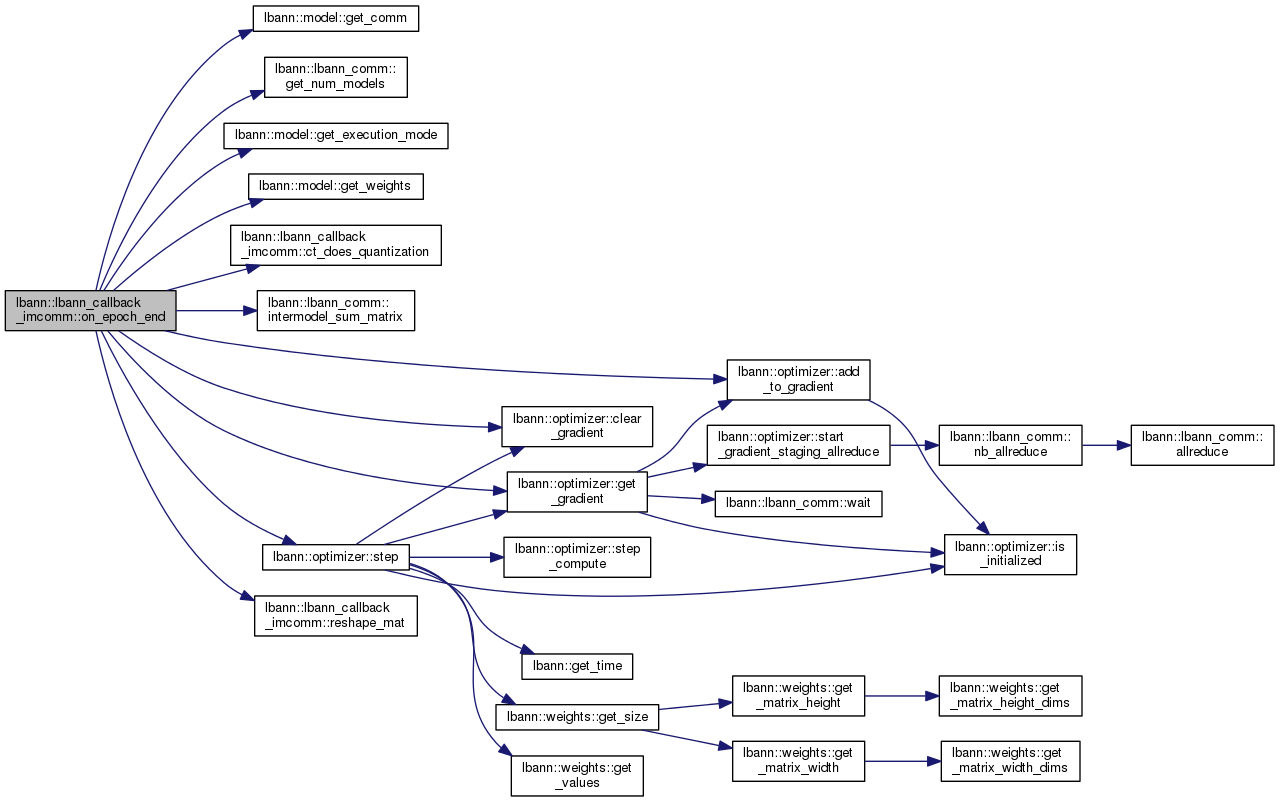 lbann::model::get_comm
lbann::lbann_comm::
get_num_models
lbann::model::get_execution_mode
lbann::model::get_weights
lbann::lbann_callback
_imcomm::ct_does_quantization
lbann::lbann_callback
_imcomm::on_epoch_end
lbann::lbann_comm::
intermodel_sum_matrix
lbann::optimizer::add
_to_gradient
lbann::optimizer::clear
_gradient
lbann::optimizer::start
_gradient_staging_allreduce
lbann::lbann_comm::
nb_allreduce
lbann::lbann_comm::
allreduce
lbann::optimizer::get
_gradient
lbann::lbann_comm::wait
lbann::optimizer::step
lbann::optimizer::step
_compute
lbann::optimizer::is
_initialized
lbann::lbann_callback
_imcomm::reshape_mat
lbann::get_time
lbann::weights::get_size
lbann::weights::get
_matrix_height
lbann::weights::get
_matrix_height_dims
lbann::weights::get
_matrix_width
lbann::weights::get
_matrix_width_dims
lbann::weights::get
_values